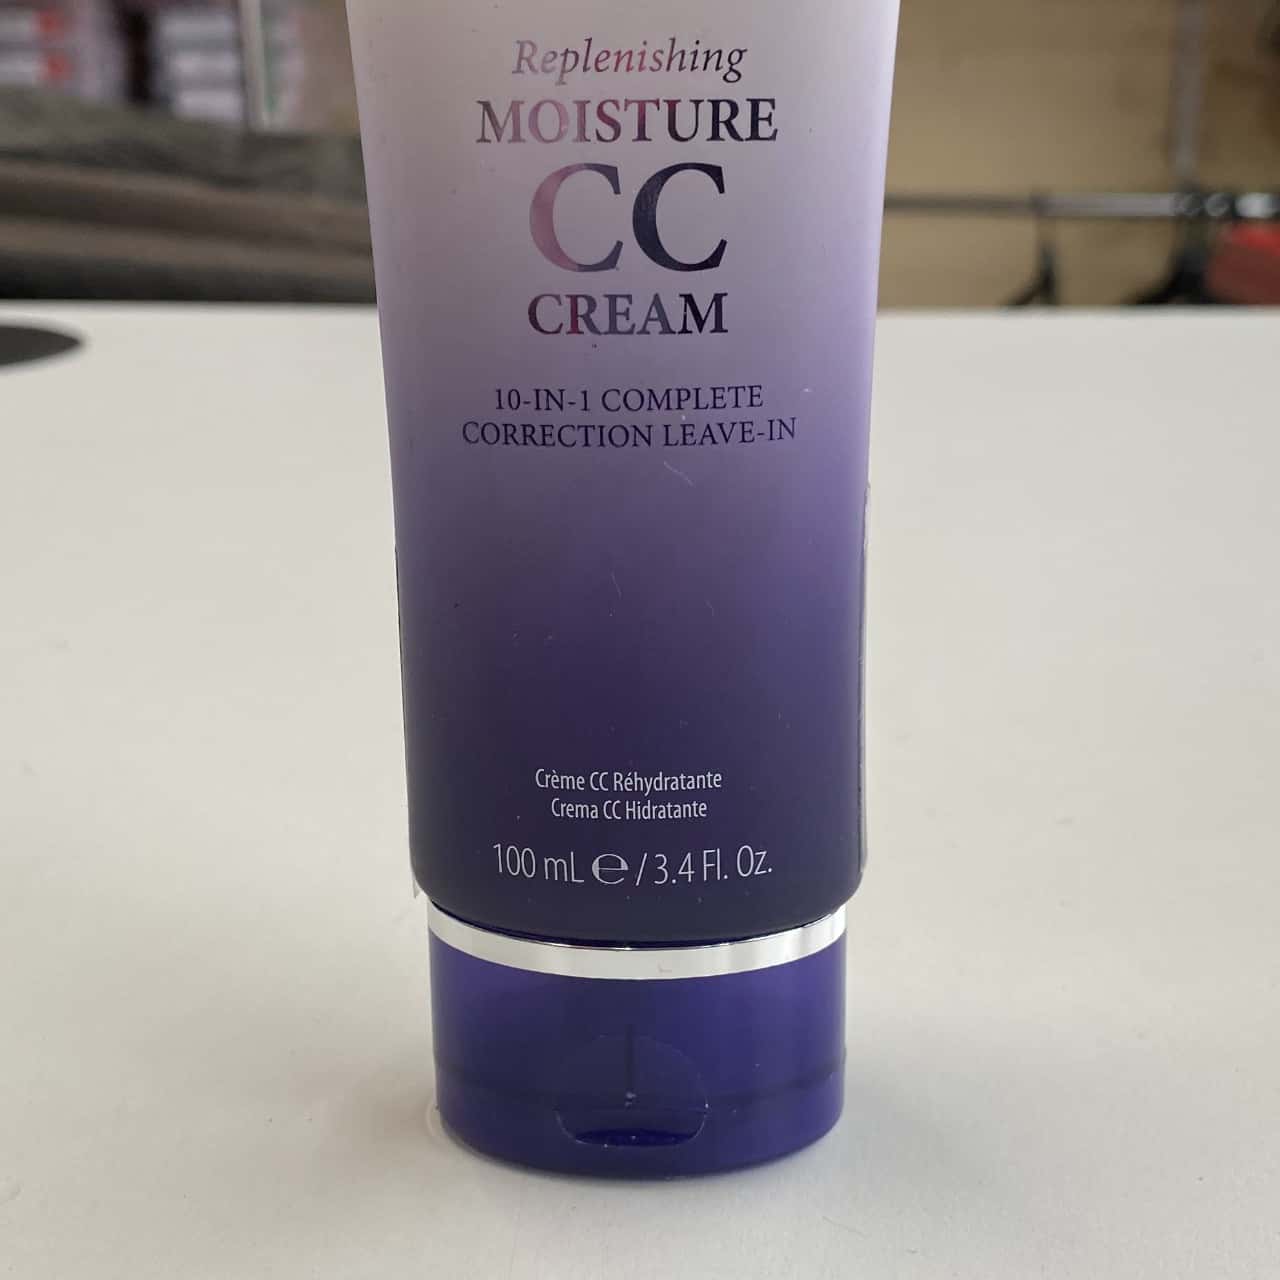 Replenishing
MOISTURE
CC
CREAM
10-IN-1 COMPLETE
CORRECTION LEAVE-IN
Crème CC Réhydratante
Crema CC Hidratante
100 mL ℮ / 3.4 Fl. Oz.